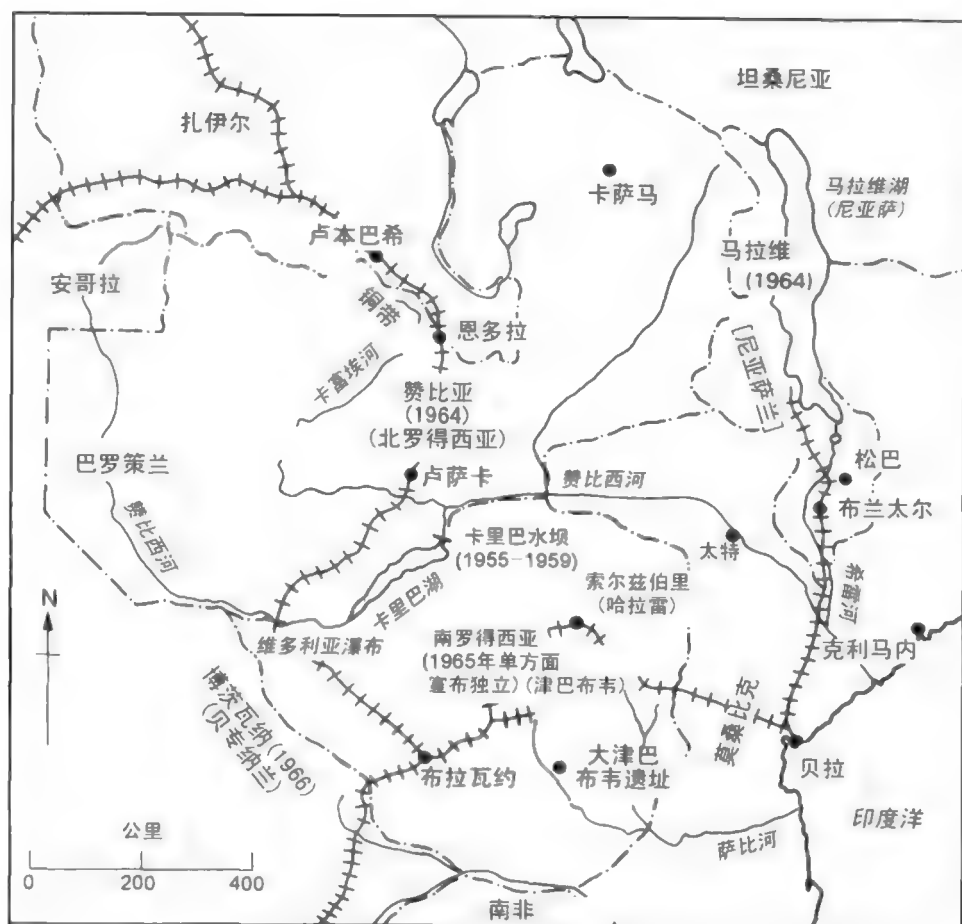 坦桑尼亚
扎伊尔
卡萨马
马拉维湖
(尼亚萨)
卢本巴希
马拉维
(1964)
安哥拉
铜带
恩多拉
[尼亚萨兰]
卡富埃河
赞比亚
(1964)
(北罗得西亚)
巴罗策兰
卢萨卡
赞比西河
松巴
布兰太尔
赞比西河
卡里巴水坝
(1955-1959)
太特
索尔兹伯里
(哈拉雷)
希雷河
N
卡里巴湖
维多利亚瀑布
南罗得西亚
(1965年单方面
宣布独立)(津巴布韦)
克利马内
博茨瓦纳(1966)
(贝专纳兰)
莫桑比克
大津巴
布韦遗址
布拉瓦约
贝拉
公里
印度洋
萨比河
0 200 400
南非